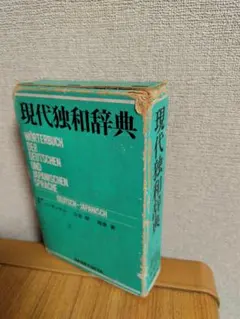 現代独和辞典
WÖRTERBUCH
DER
DEUTSCHEN
UND
JAPANISCHEN
SPRACHE
DEUTSCH-JAPANISCH
現代独和辞典